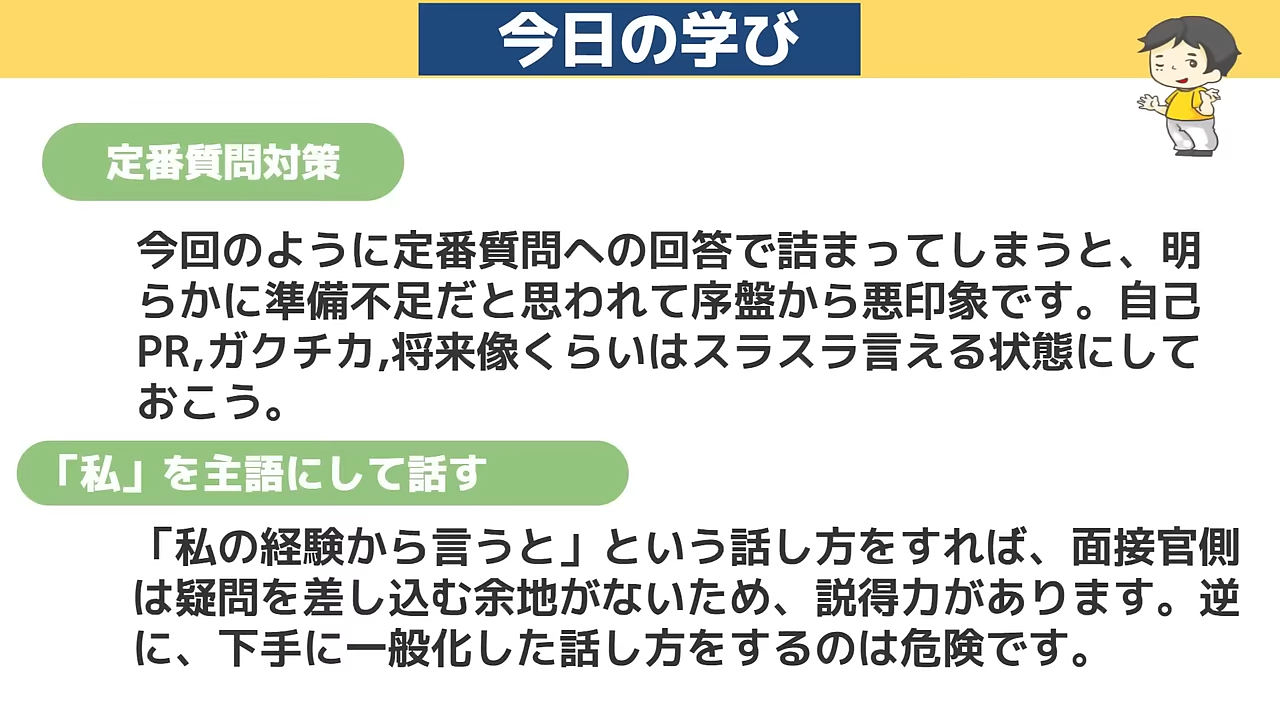 今日の学び
定番質問対策
今回のように定番質問への回答で詰まってしまうと、明
らかに準備不足だと思われて序盤から悪印象です。自己
PR,ガクチカ,将来像くらいはスラスラ言える状態にして
おこう。
「私」を主語にして話す
「私の経験から言うと」という話し方をすれば、面接官側
は疑問を差し込む余地がないため、説得力があります。逆
に、下手に一般化した話し方をするのは危険です。